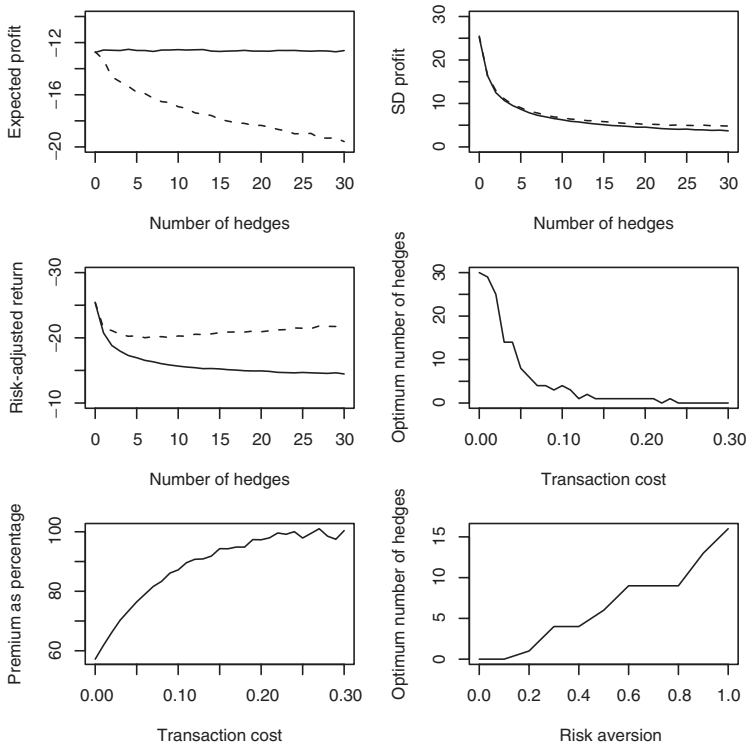 Expected profit
−12
−16
−20
0 5 10 15 20 25 30
Number of hedges
SD profit
30
20
10
0
0 5 10 15 20 25 30
Number of hedges
Risk-adjusted return
−30
−20
−10
0 5 10 15 20 25 30
Number of hedges
Optimum number of hedges
30
20
10
0
0.00 0.10 0.20 0.30
Transaction cost
Premium as percentage
100
80
60
0.00 0.10 0.20 0.30
Transaction cost
Optimum number of hedges
15
10
5
0
0.0 0.2 0.4 0.6 0.8 1.0
Risk aversion